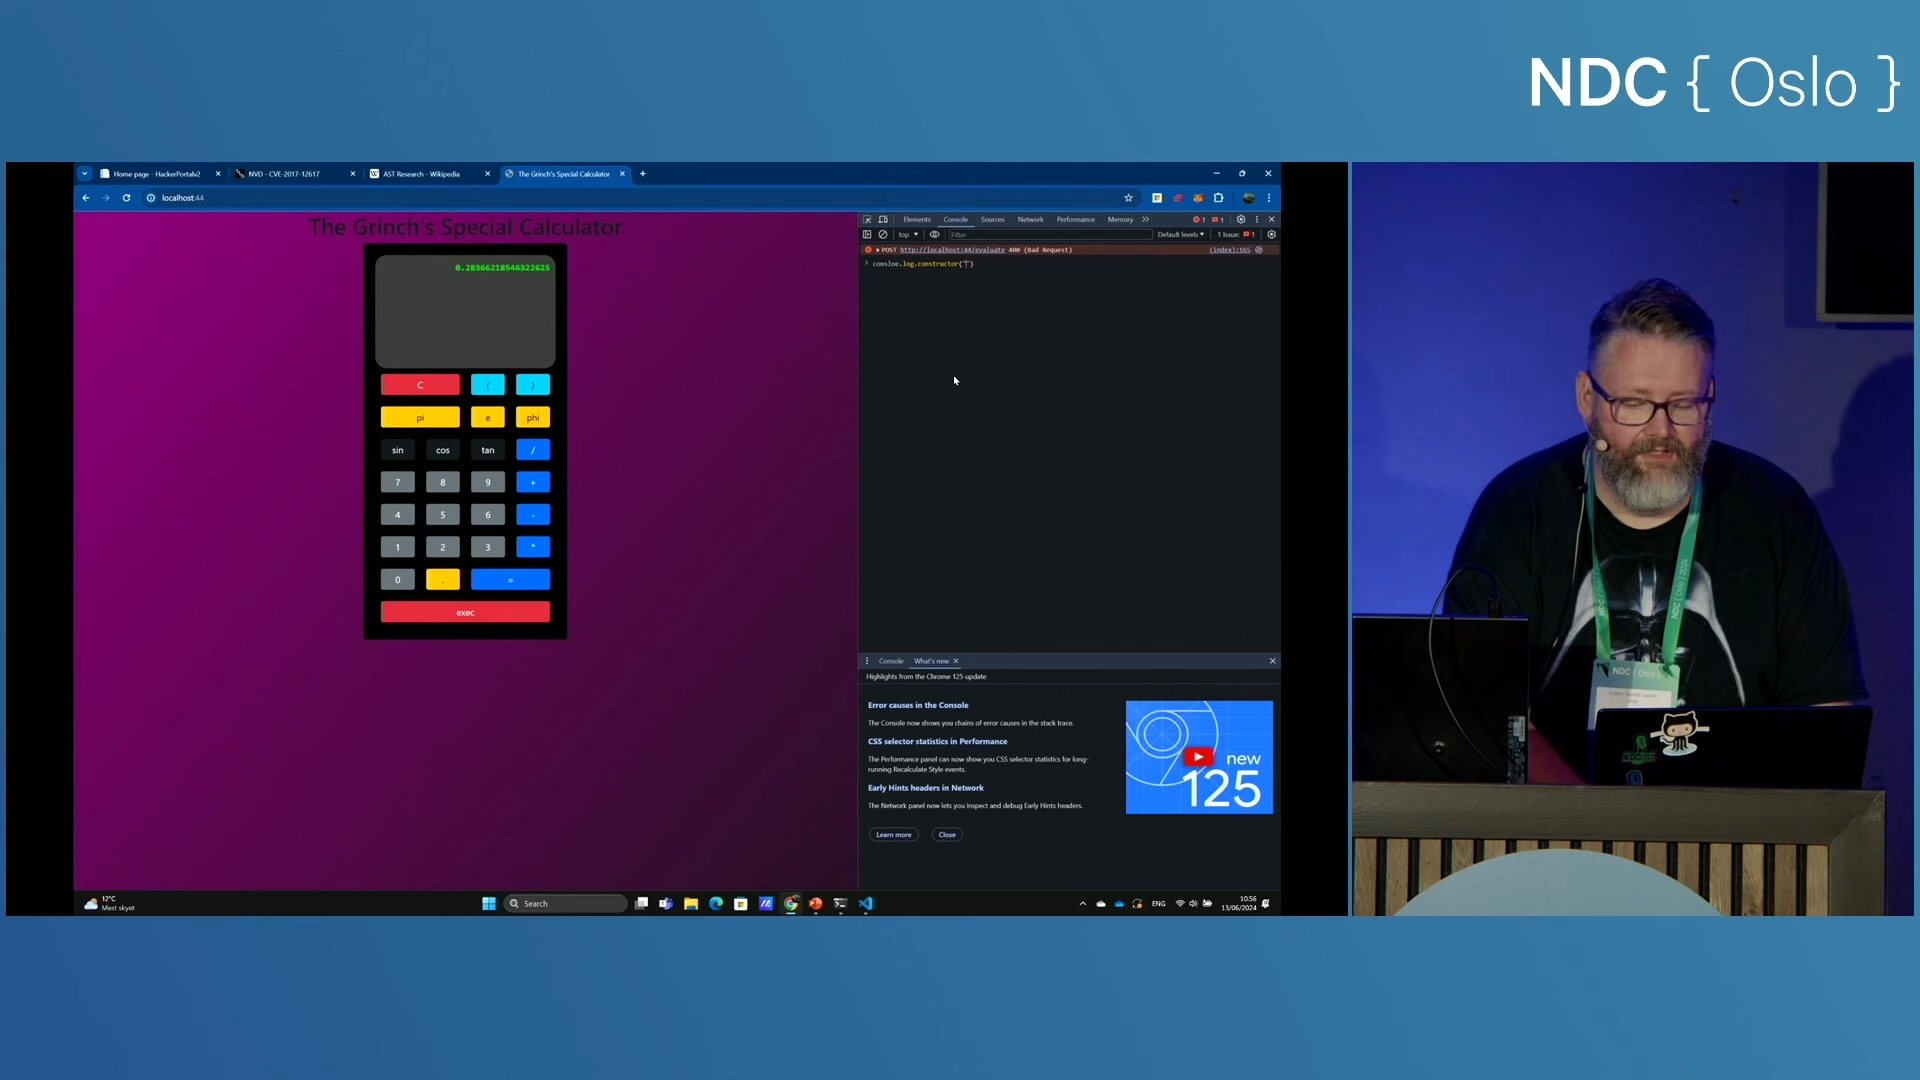 NDC { Oslo }
Home page - HackerPortalv2
NVD - CVE-2017-12617
AST Research - Wikipedia
The Grinch's Special Calculator
localhost:44
The Grinch's Special Calculator
0.28366218546322625
C ( )
pi e phi
sin cos tan /
7 8 9 +
4 5 6 -
1 2 3 *
0 . =
exec
Elements Console Sources Network Performance Memory
1 1
top Filter Default levels 1 Issue: 1
POST http://localhost:44/evaluate 400 (Bad Request) (index):165
consloe.log.constructor('')
Console What's new
Highlights from the Chrome 125 update
Error causes in the Console
The Console now shows you chains of error causes in the stack trace.
CSS selector statistics in Performance
The Performance panel can now show you CSS selector statistics for long-
running Recalculate Style events.
Early Hints headers in Network
The Network panel now lets you inspect and debug Early Hints headers.
Learn more Close
new
125
12°C
Mest skyet
Search
ENG
10:56
13/06/2024
NDC { Oslo }